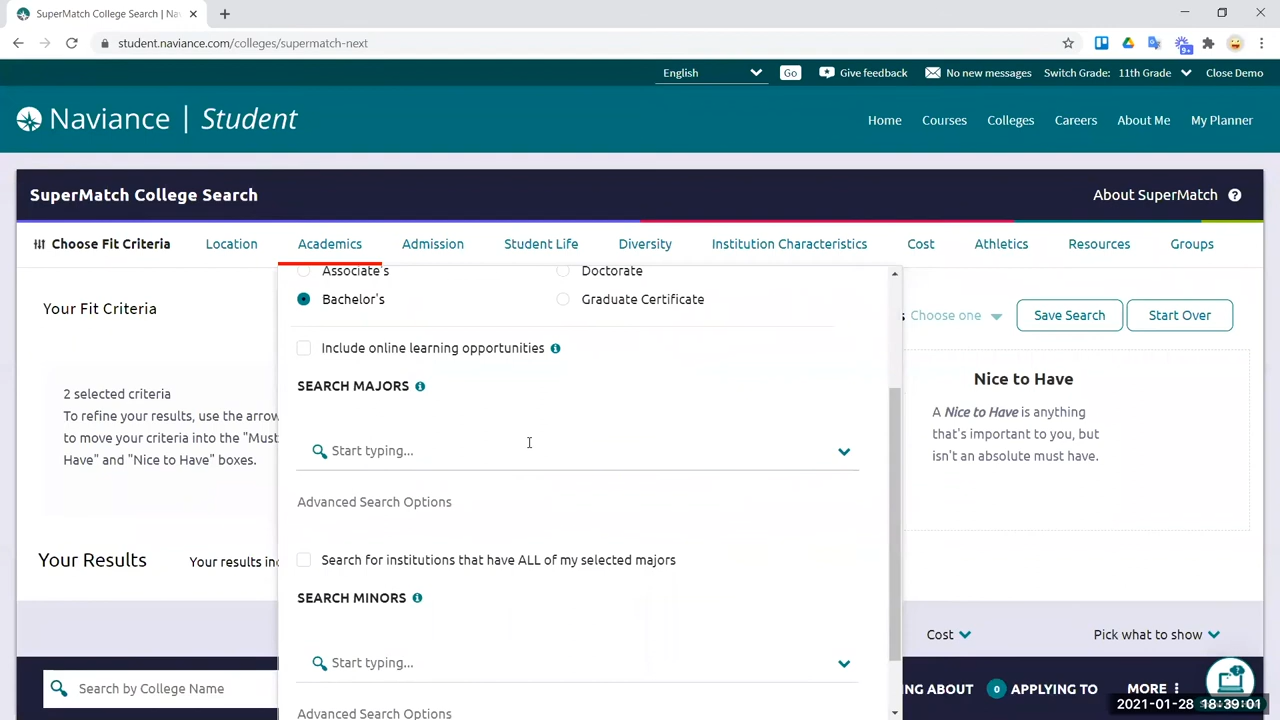 SuperMatch College Search | Na
student.naviance.com/colleges/supermatch-next
9+
English Go Give feedback No new messages Switch Grade: 11th Grade Close Demo
Naviance | Student
Home Courses Colleges Careers About Me My Planner
SuperMatch College Search About SuperMatch ?
Choose Fit Criteria Location Academics Admission Student Life Diversity Institution Characteristics Cost Athletics Resources Groups
Associate's Doctorate
Bachelor's Graduate Certificate
Your Fit Criteria s Choose one Save Search Start Over
Include online learning opportunities i
SEARCH MAJORS i
Nice to Have
2 selected criteria
To refine your results, use the arrow
to move your criteria into the "Must
Have" and "Nice to Have" boxes.
A Nice to Have is anything
that's important to you, but
isn't an absolute must have.
Start typing...
Advanced Search Options
Your Results Your results in
Search for institutions that have ALL of my selected majors
SEARCH MINORS i
Cost Pick what to show
Start typing...
Search by College Name NG ABOUT 0 APPLYING TO MORE
2021-01-28 18:39:01
Advanced Search Options